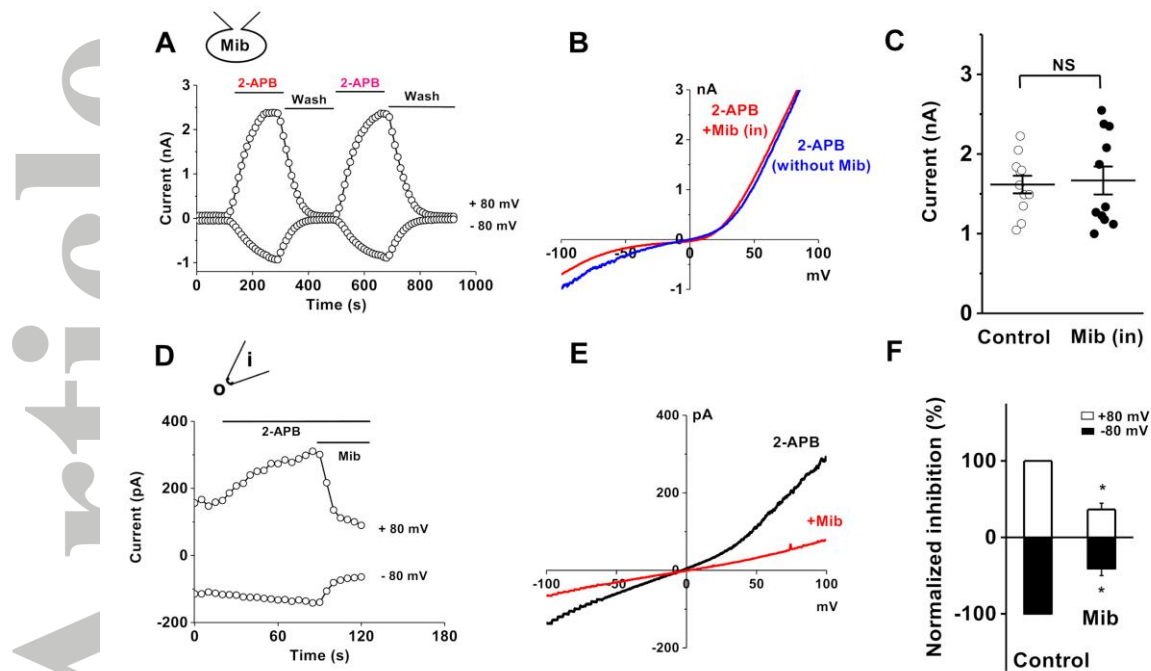 A
Mib
2-APB
2-APB
Wash
Wash
3
2
1
0
-1
Current (nA)
+ 80 mV
- 80 mV
0 200 400 600 800 1000
Time (s)
B
nA
3
2
1
0
-1
2-APB
+Mib (in)
2-APB
(without Mib)
-100 -50 0 50 100
mV
C
NS
3
2
1
0
Current (nA)
Control Mib (in)
D
i
o
400
200
0
-200
Current (pA)
2-APB
Mib
+ 80 mV
- 80 mV
0 60 120 180
Time (s)
E
pA
400
200
0
-200
2-APB
+Mib
-100 -50 0 50 100
mV
F
+80 mV
-80 mV
100
0
-100
Normalized inhibition (%)
*
*
Mib
Control
Article